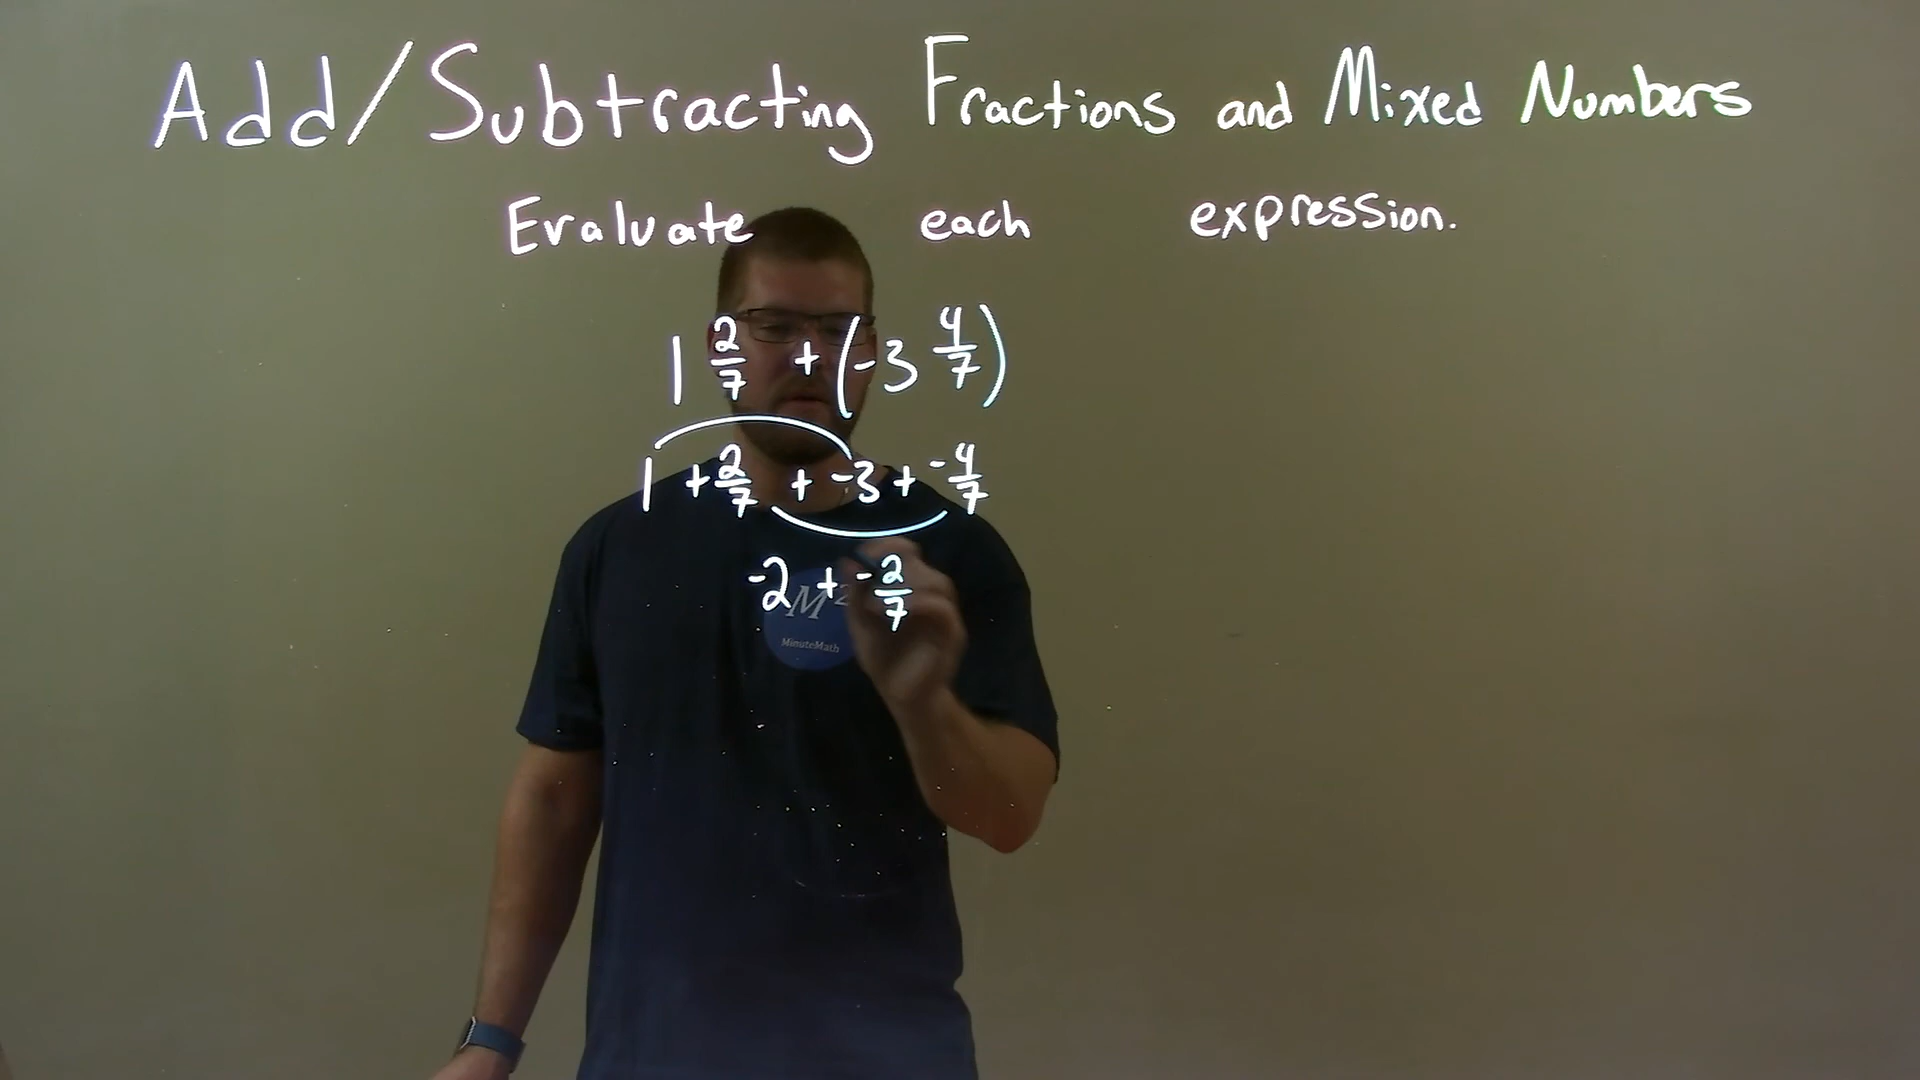 Add/Subtracting Fractions and Mixed Numbers
Evaluate each expression.
1 2/7 + (-3 4/7)
1 + 2/7 + -3 + -4/7
-2 + -2/7
M²
MinuteMath